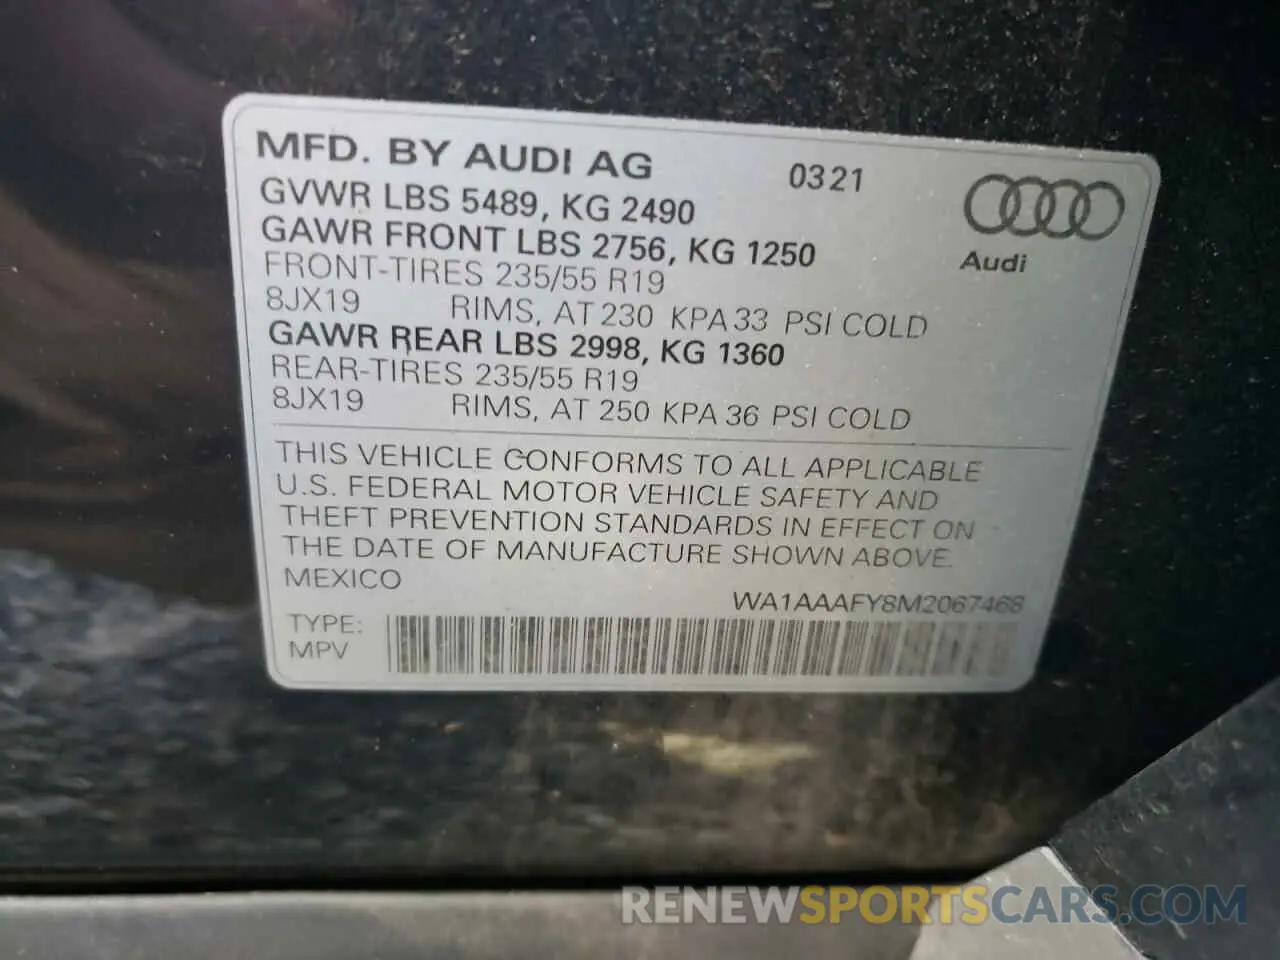 MFD. BY AUDI AG 0321
GVWR LBS 5489, KG 2490
GAWR FRONT LBS 2756, KG 1250
Audi
FRONT-TIRES 235/55 R19
8JX19 RIMS, AT 230 KPA 33 PSI COLD
GAWR REAR LBS 2998, KG 1360
REAR-TIRES 235/55 R19
8JX19 RIMS, AT 250 KPA 36 PSI COLD
THIS VEHICLE CONFORMS TO ALL APPLICABLE
U.S. FEDERAL MOTOR VEHICLE SAFETY AND
THEFT PREVENTION STANDARDS IN EFFECT ON
THE DATE OF MANUFACTURE SHOWN ABOVE.
MEXICO
WA1AAAFY8M2067468
TYPE:
MPV
RENEWSPORTSCARS.COM